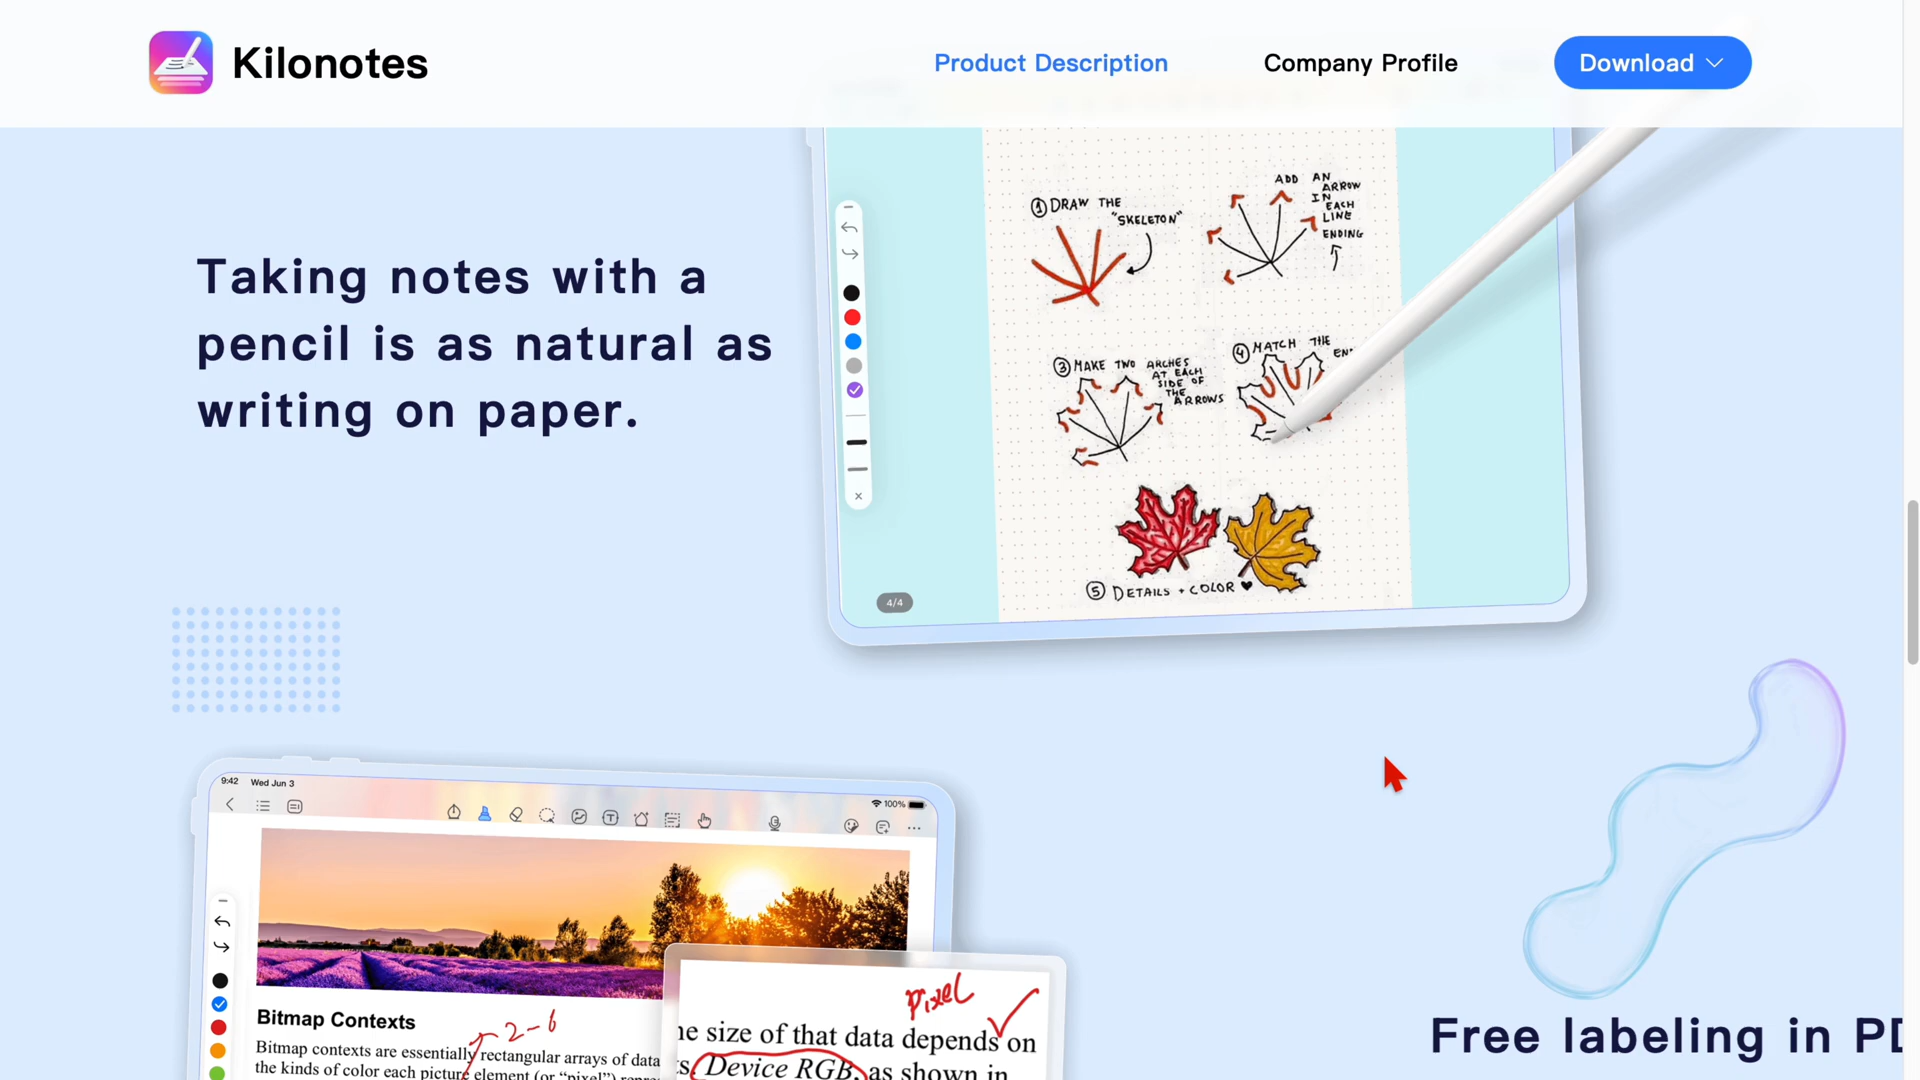 Kilonotes
Product Description
Company Profile
Download
Taking notes with a
pencil is as natural as
writing on paper.
① DRAW THE
"SKELETON"
ADD AN
ARROW
IN
EACH
LINE
ENDING
③ MAKE TWO ARCHES
AT EACH
SIDE OF
THE
ARROWS
④ MATCH THE
⑤ DETAILS + COLOR ♥
4/4
9:42 Wed Jun 3
100%
Bitmap Contexts
2-6
Bitmap contexts are essentially rectangular arrays of data
the kinds of color each picture element (or "pixel")
pixel
size of that data depends on
Device RGB, as shown in
Free labeling in